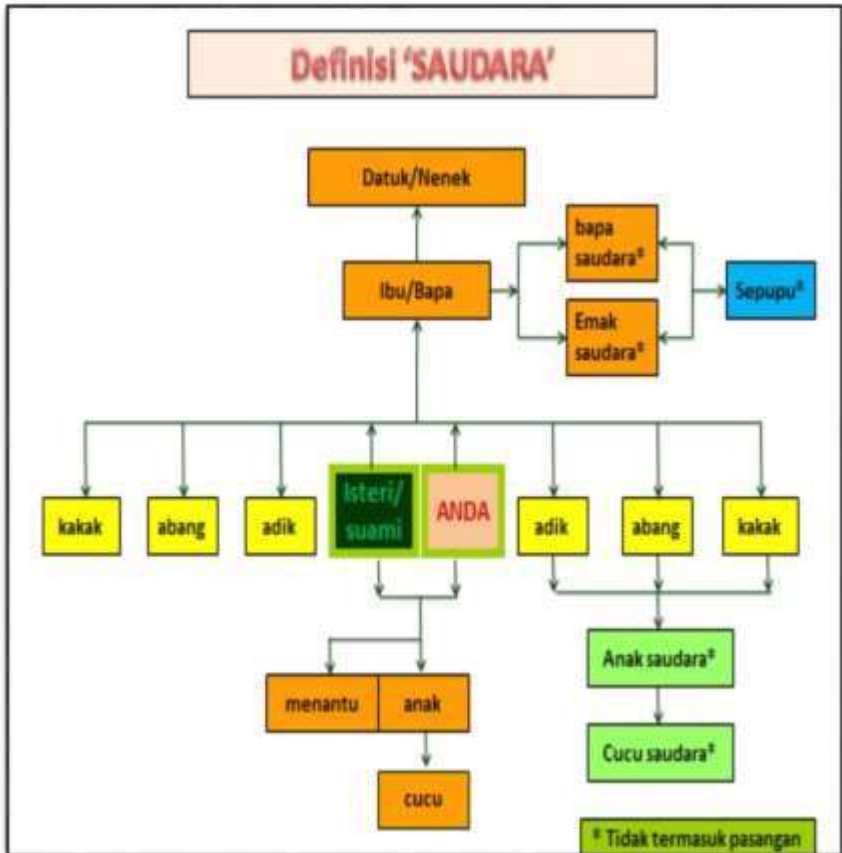 Definisi ‘SAUDARA’
Datuk/Nenek
bapa
saudara*
Ibu/Bapa
Sepupu*
Emak
saudara*
kakak
abang
adik
Isteri/
suami
ANDA
adik
abang
kakak
Anak saudara*
menantu
anak
Cucu saudara*
cucu
* Tidak termasuk pasangan